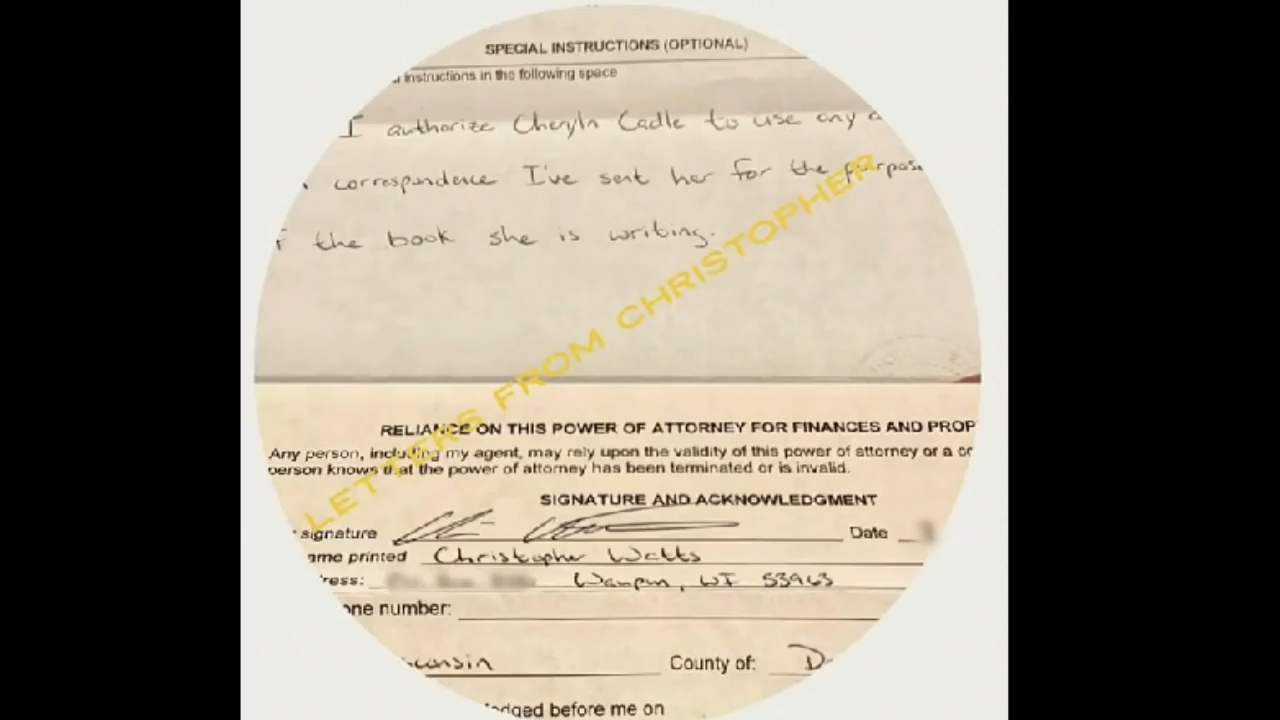 SPECIAL INSTRUCTIONS (OPTIONAL)
instructions in the following space
I authorize Cheryln Cadle to use any
correspondence I've sent her for the purpose
the book she is writing.
LETTERS FROM CHRISTOPHER
RELIANCE ON THIS POWER OF ATTORNEY FOR FINANCES AND PROP
Any person, including my agent, may rely upon the validity of this power of attorney or a co
person knows that the power of attorney has been terminated or is invalid.
SIGNATURE AND ACKNOWLEDGMENT
signature Date
ame printed Christopher Watts
ress: Waupun, WI 53963
one number:
consin County of: D
edged before me on